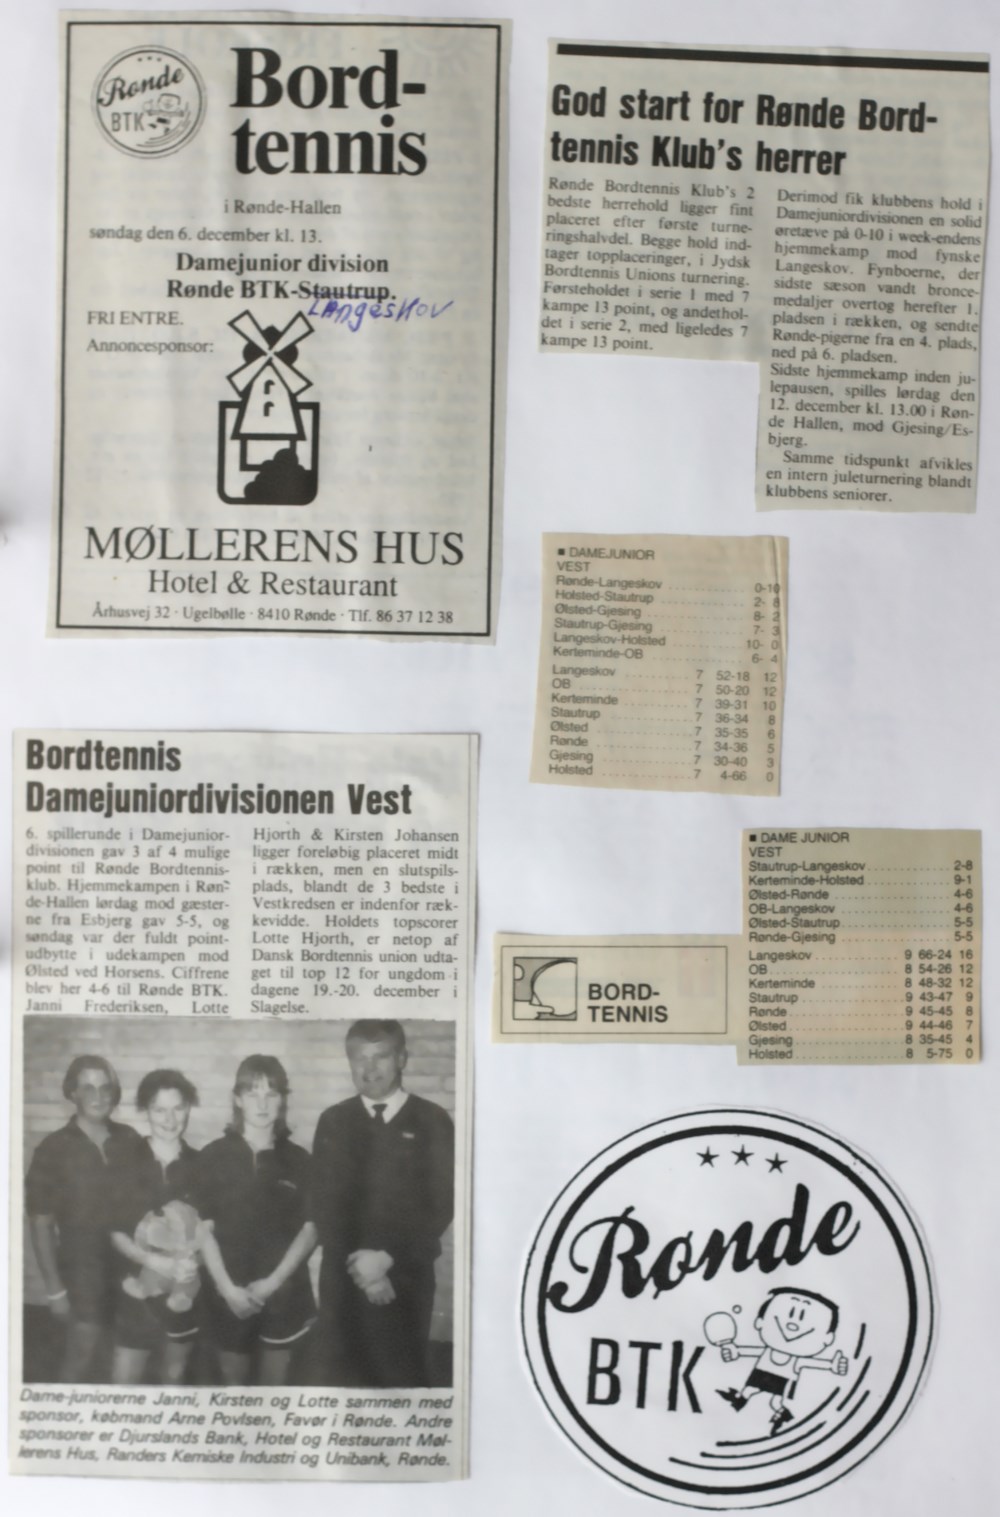 Rønde
BTK
Bord-
tennis
i Rønde-Hallen
søndag den 6. december kl. 13.
Damejunior division
Rønde BTK-Stautrup.
Langeskov
FRI ENTRE.
Annoncesponsor:
MØLLERENS HUS
Hotel & Restaurant
Århusvej 32 · Ugelbølle · 8410 Rønde · Tlf. 86 37 12 38
God start for Rønde Bord-
tennis Klub's herrer
Rønde Bordtennis Klub's 2
bedste herrehold ligger fint
placeret efter første turne-
ringshalvdel. Begge hold ind-
tager topplaceringer, i Jydsk
Bordtennis Unions turnering.
Førsteholdet i serie 1 med 7
kampe 13 point, og andethol-
det i serie 2, med ligeledes 7
kampe 13 point.
Derimod fik klubbens hold i
Damejuniordivisionen en solid
øretæve på 0-10 i week-endens
hjemmekamp mod fynske
Langeskov. Fynboerne, der
sidste sæson vandt bronce-
medaljer overtog herefter 1.
pladsen i rækken, og sendte
Rønde-pigerne fra en 4. plads,
ned på 6. pladsen.
Sidste hjemmekamp inden ju-
lepausen, spilles lørdag den
12. december kl. 13.00 i Røn-
de Hallen, mod Gjesing/Es-
bjerg.
Samme tidspunkt afvikles
en intern juleturnering blandt
klubbens seniorer.
■ DAMEJUNIOR
VEST
Rønde-Langeskov 0-10
Holsted-Stautrup 2- 8
Ølsted-Gjesing 8- 2
Stautrup-Gjesing 7- 3
Langeskov-Holsted 10- 0
Kerteminde-OB 6- 4
Langeskov 7 52-18 12
OB 7 50-20 12
Kerteminde 7 39-31 10
Stautrup 7 36-34 8
Ølsted 7 35-35 6
Rønde 7 34-36 5
Gjesing 7 30-40 3
Holsted 7 4-66 0
Bordtennis
Damejuniordivisionen Vest
6. spillerunde i Damejunior-
divisionen gav 3 af 4 mulige
point til Rønde Bordtennis-
klub. Hjemmekampen i Røn-
de-Hallen lørdag mod gæster-
ne fra Esbjerg gav 5-5, og
søndag var der fuldt point-
udbytte i udekampen mod
Ølsted ved Horsens. Ciffrene
blev her 4-6 til Rønde BTK.
Janni Frederiksen, Lotte
Hjorth & Kirsten Johansen
ligger foreløbig placeret midt
i rækken, men en slutspils-
plads, blandt de 3 bedste i
Vestkredsen er indenfor ræk-
kevidde. Holdets topscorer
Lotte Hjorth, er netop af
Dansk Bordtennis union udta-
get til top 12 for ungdom i
dagene 19.-20. december i
Slagelse.
Dame-juniorerne Janni, Kirsten og Lotte sammen med
sponsor, købmand Arne Povlsen, Favør i Rønde. Andre
sponsorer er Djurslands Bank, Hotel og Restaurant Møl-
lerens Hus, Randers Kemiske Industri og Unibank, Rønde.
BORD-
TENNIS
■ DAME JUNIOR
VEST
Stautrup-Langeskov 2-8
Kerteminde-Holsted 9-1
Ølsted-Rønde 4-6
OB-Langeskov 4-6
Ølsted-Stautrup 5-5
Rønde-Gjesing 5-5
Langeskov 9 66-24 16
OB 8 54-26 12
Kerteminde 8 48-32 12
Stautrup 9 43-47 9
Rønde 9 45-45 8
Ølsted 9 44-46 7
Gjesing 8 35-45 4
Holsted 8 5-75 0
Rønde
BTK